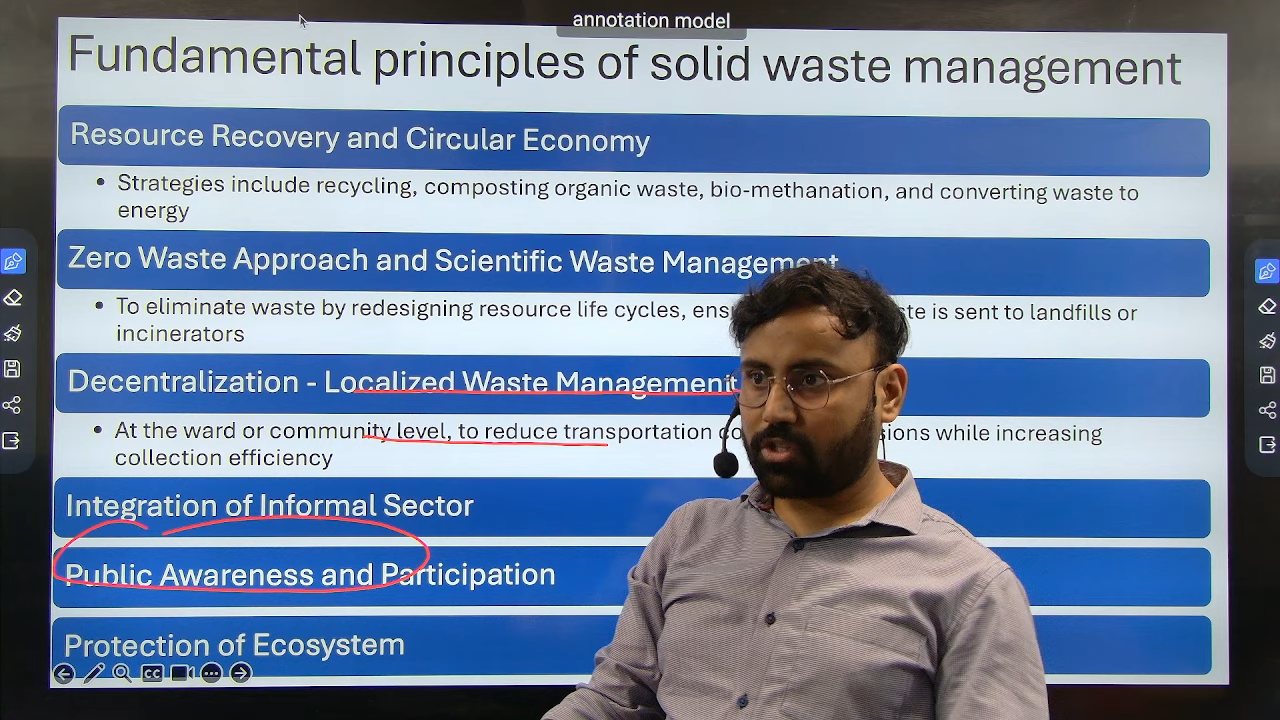 annotation model
Fundamental principles of solid waste management
Resource Recovery and Circular Economy
• Strategies include recycling, composting organic waste, bio-methanation, and converting waste to
energy
Zero Waste Approach and Scientific Waste Management
• To eliminate waste by redesigning resource life cycles, is sent to landfills or
incinerators
Decentralization - Localized Waste Management
• At the ward or community level, to reduce transportation while increasing
collection efficiency
Integration of Informal Sector
Public Awareness and Participation
Protection of Ecosystem
CC